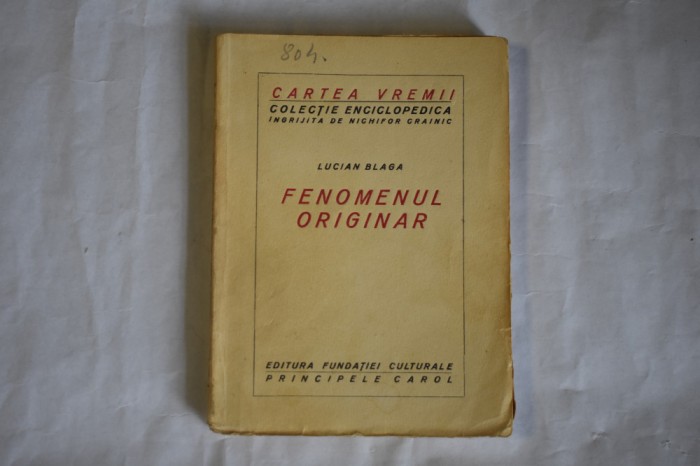 804.
CARTEA VREMII
COLECȚIE ENCICLOPEDICA
INGRIJITA DE NICHIFOR CRAINIC
LUCIAN BLAGA
FENOMENUL
ORIGINAR
EDITURA FUNDAȚIEI CULTURALE
PRINCIPELE CAROL